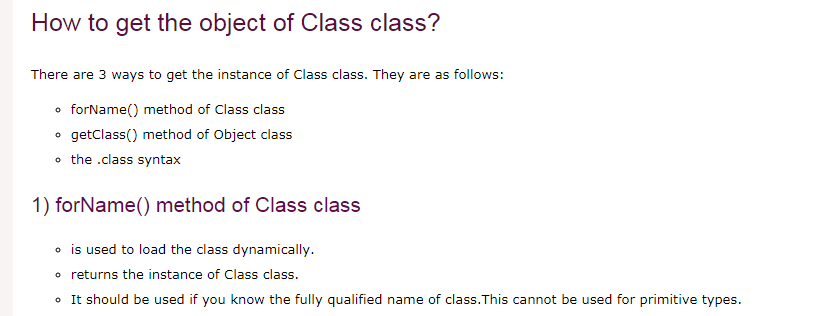 How to get the object of Class class?
There are 3 ways to get the instance of Class class. They are as follows:
forName() method of Class class
getClass() method of Object class
the .class syntax
1) forName() method of Class class
is used to load the class dynamically.
returns the instance of Class class.
It should be used if you know the fully qualified name of class.This cannot be used for primitive types.